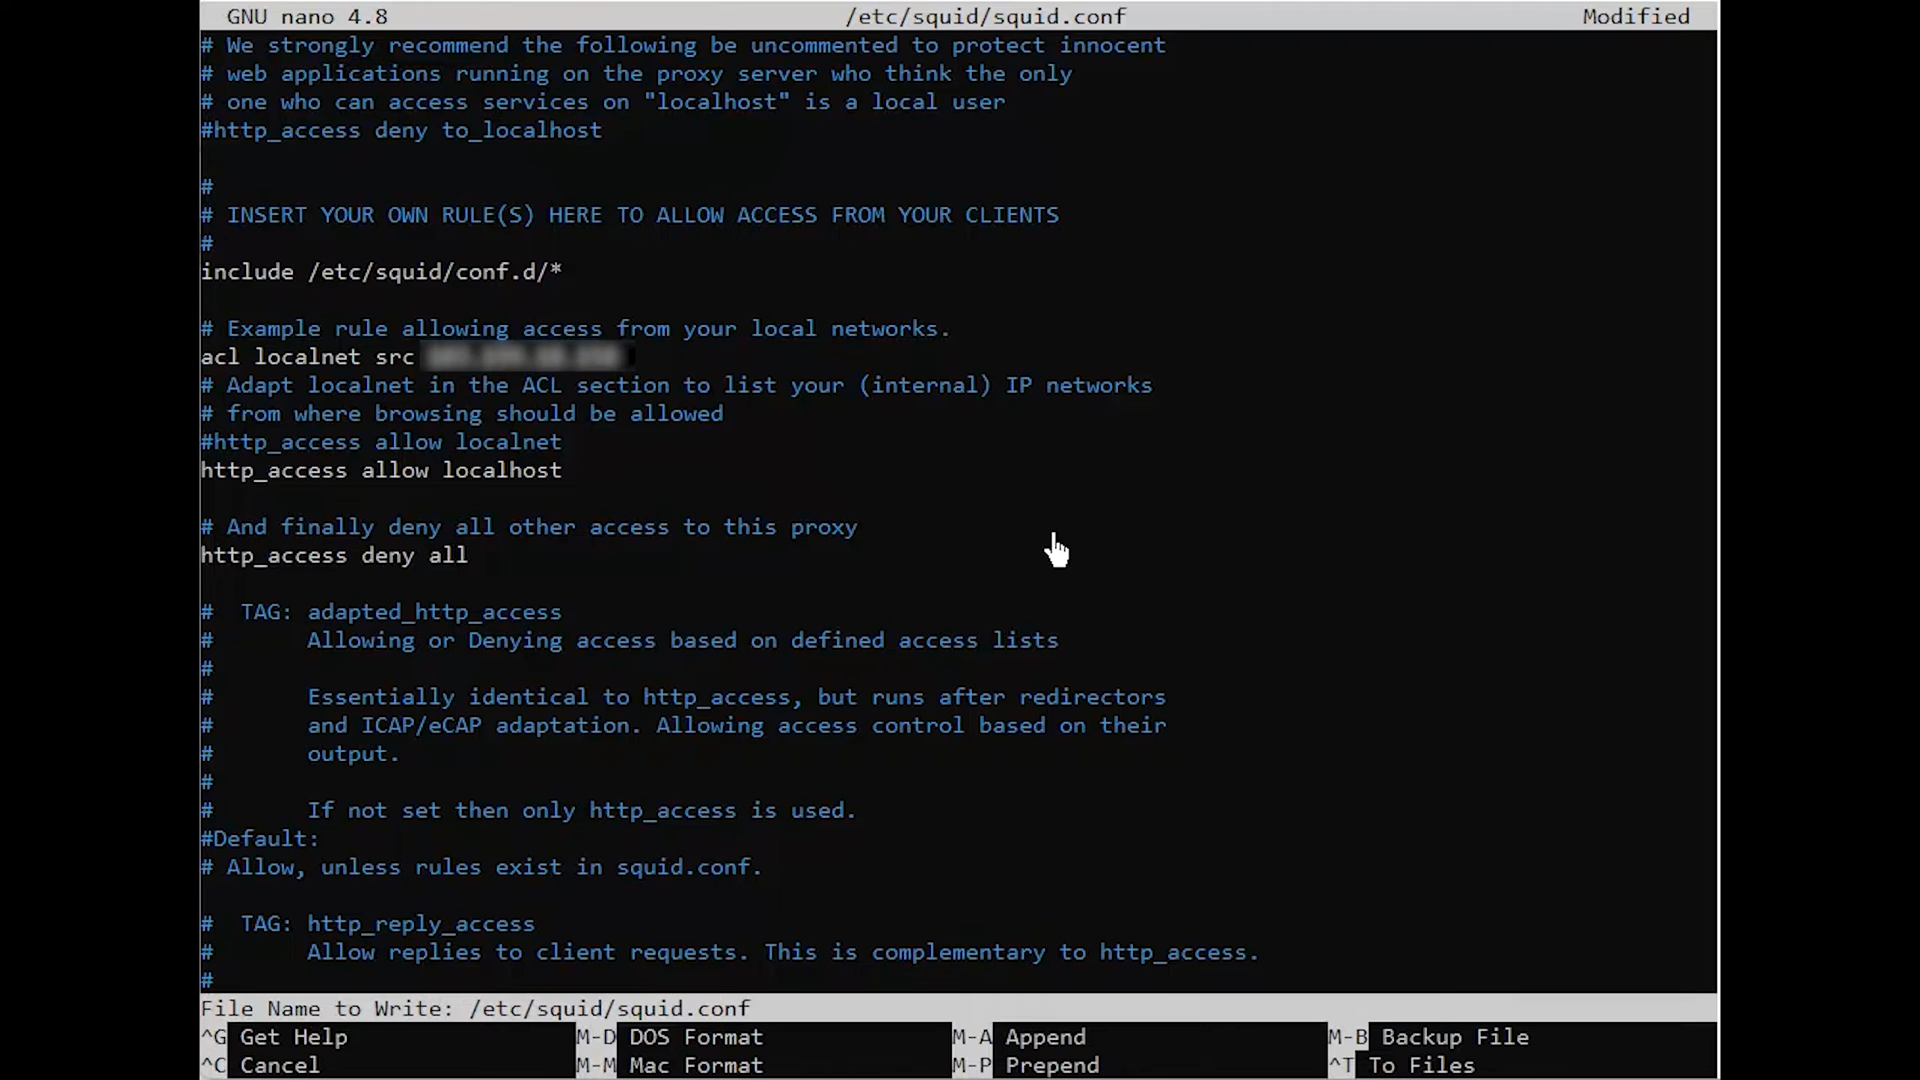 GNU nano 4.8 /etc/squid/squid.conf Modified
# We strongly recommend the following be uncommented to protect innocent
# web applications running on the proxy server who think the only
# one who can access services on "localhost" is a local user
#http_access deny to_localhost
#
# INSERT YOUR OWN RULE(S) HERE TO ALLOW ACCESS FROM YOUR CLIENTS
#
include /etc/squid/conf.d/*
# Example rule allowing access from your local networks.
acl localnet src
# Adapt localnet in the ACL section to list your (internal) IP networks
# from where browsing should be allowed
#http_access allow localnet
http_access allow localhost
# And finally deny all other access to this proxy
http_access deny all
# TAG: adapted_http_access
# Allowing or Denying access based on defined access lists
#
# Essentially identical to http_access, but runs after redirectors
# and ICAP/eCAP adaptation. Allowing access control based on their
# output.
#
# If not set then only http_access is used.
#Default:
# Allow, unless rules exist in squid.conf.
# TAG: http_reply_access
# Allow replies to client requests. This is complementary to http_access.
#
File Name to Write: /etc/squid/squid.conf
^G Get Help M-D DOS Format M-A Append M-B Backup File
^C Cancel M-M Mac Format M-P Prepend ^T To Files